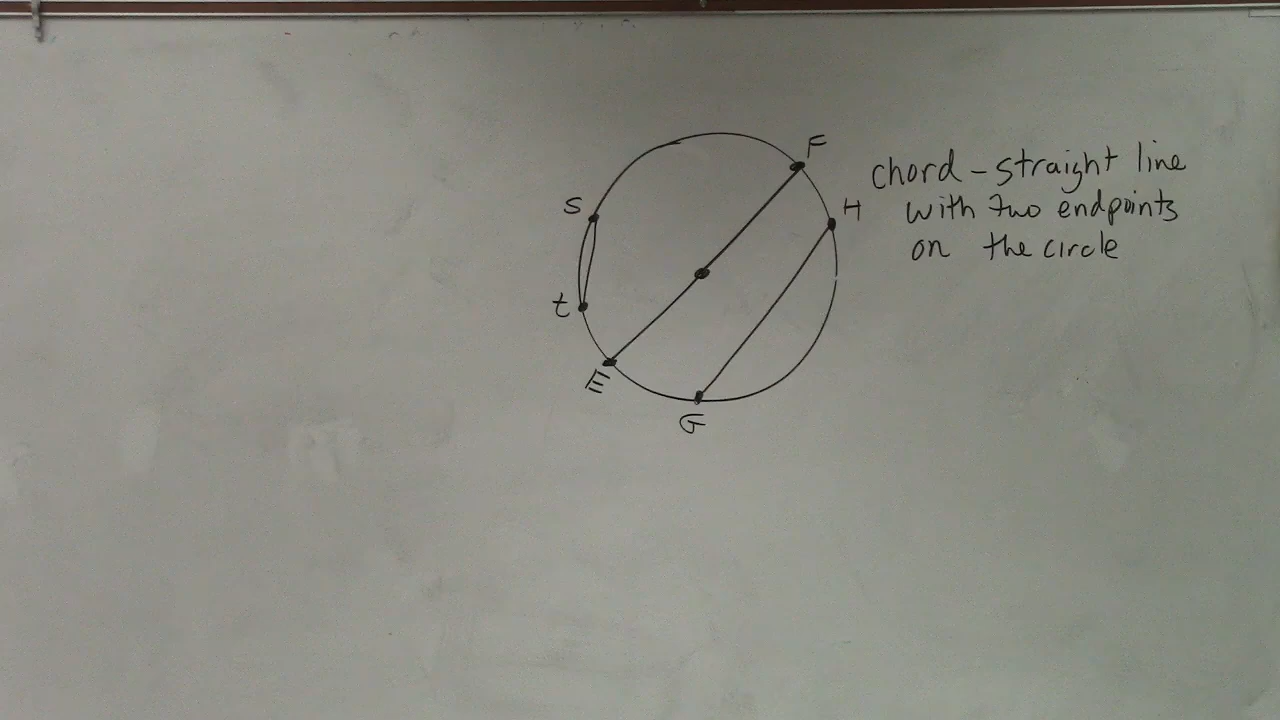 F
chord - straight line
S
H
with two endpoints
on the circle
t
E
G